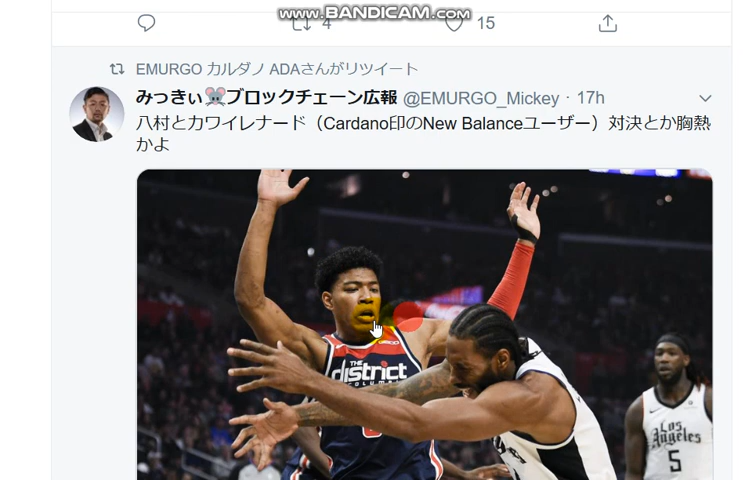 www.BANDICAM.com
4
15
EMURGO カルダノ ADAさんがリツイート
みっきぃ🐭ブロックチェーン広報 @EMURGO_Mickey · 17h
八村とカワイレナード（Cardano印のNew Balanceユーザー）対決とか胸熱
かよ
GEICO
THE
district
columbia
Los
Angeles
5